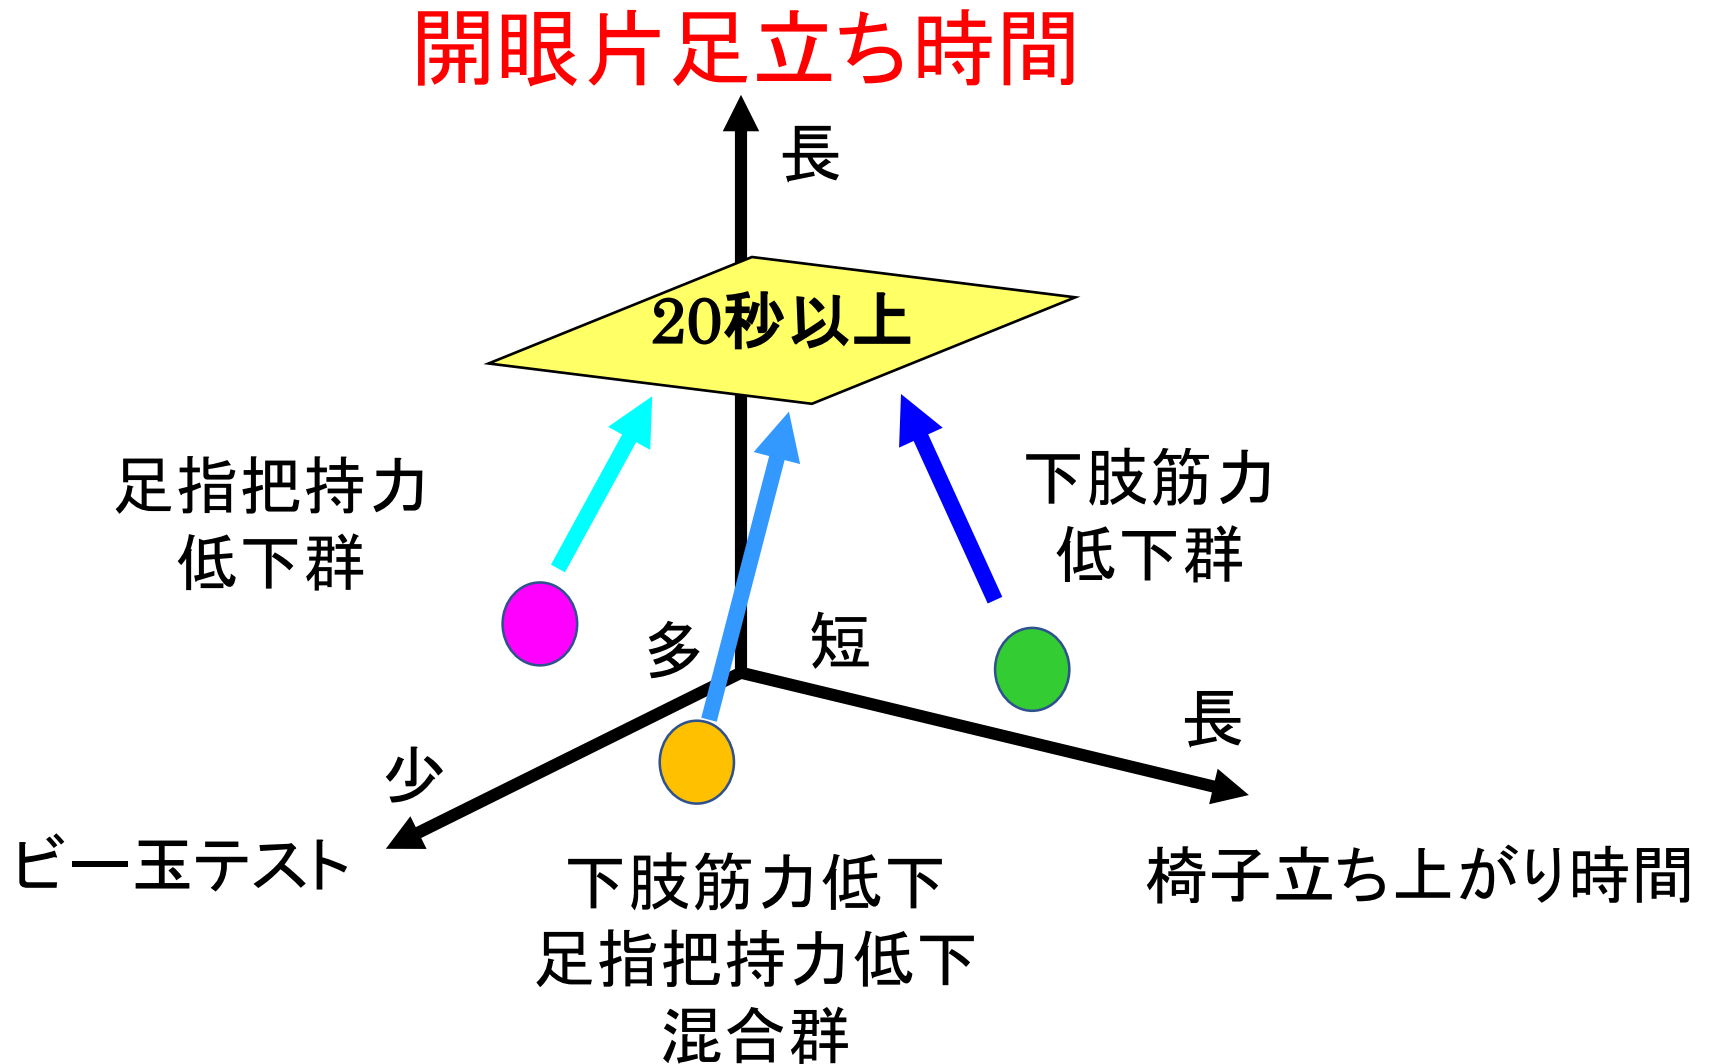 開眼片足立ち時間
長
20秒以上
足指把持力
低下群
下肢筋力
低下群
多
短
長
少
ビー玉テスト
椅子立ち上がり時間
下肢筋力低下
足指把持力低下
混合群